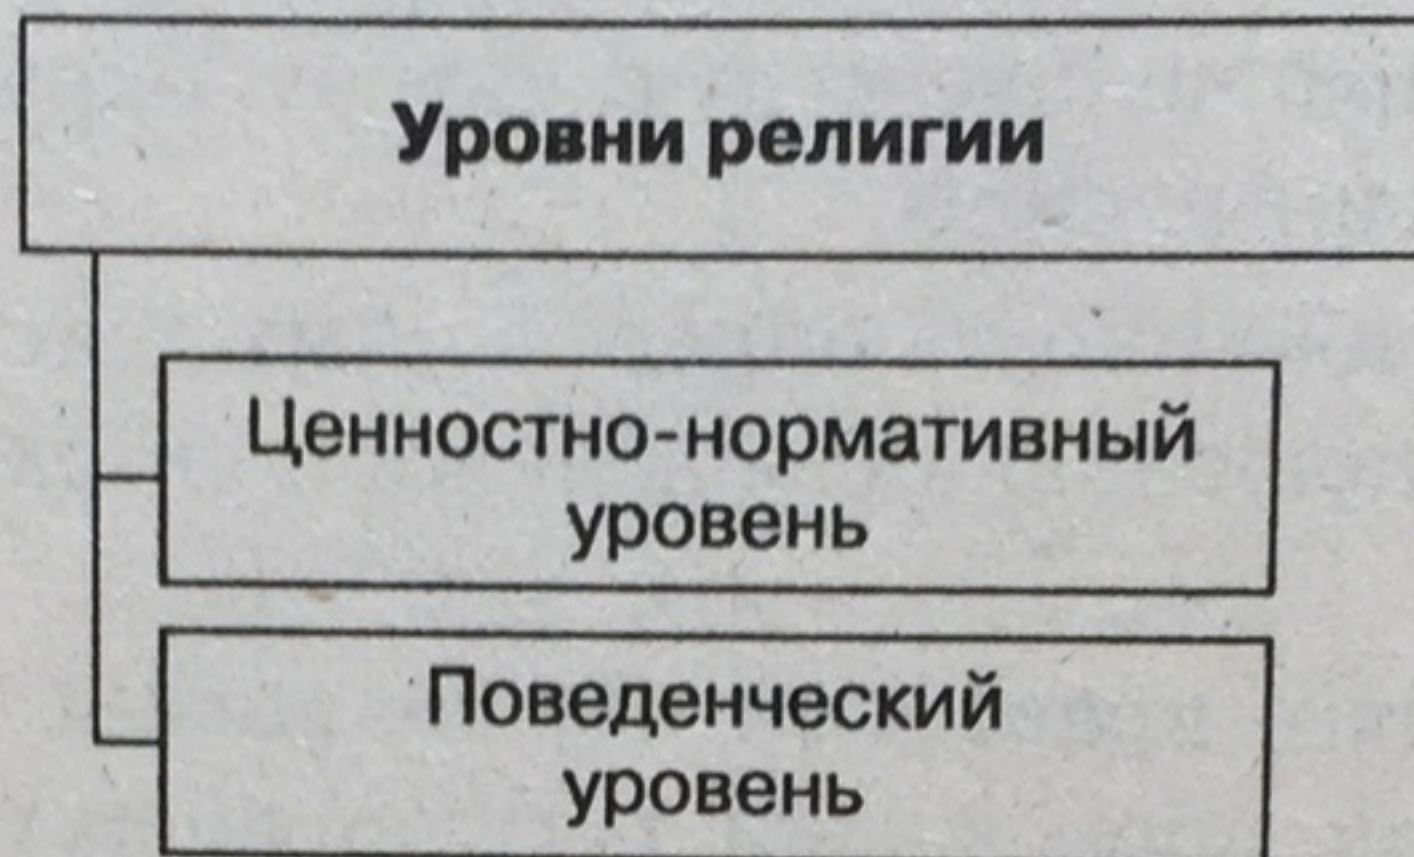 Уровни религии
Ценностно-нормативный
уровень
Поведенческий
уровень